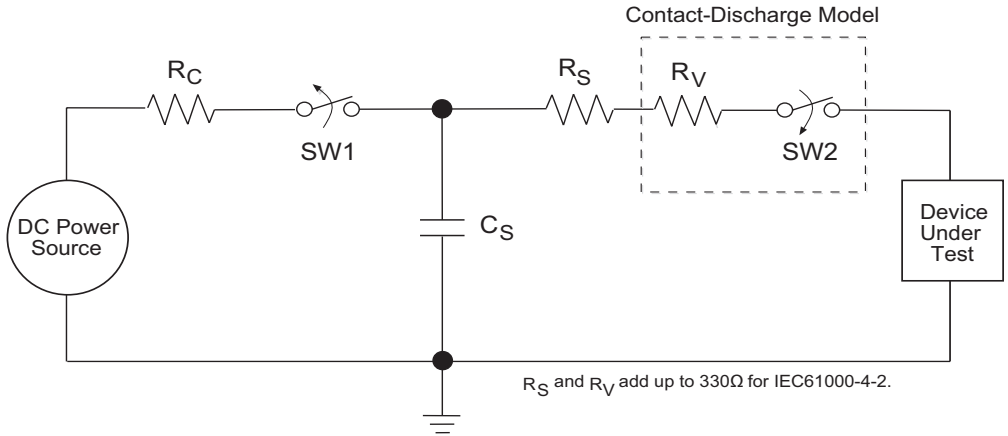 Contact-Discharge Model
RC
RS
RV
SW1
SW2
DC Power
Source
CS
Device
Under
Test
RS and RV add up to 330Ω for IEC61000-4-2.